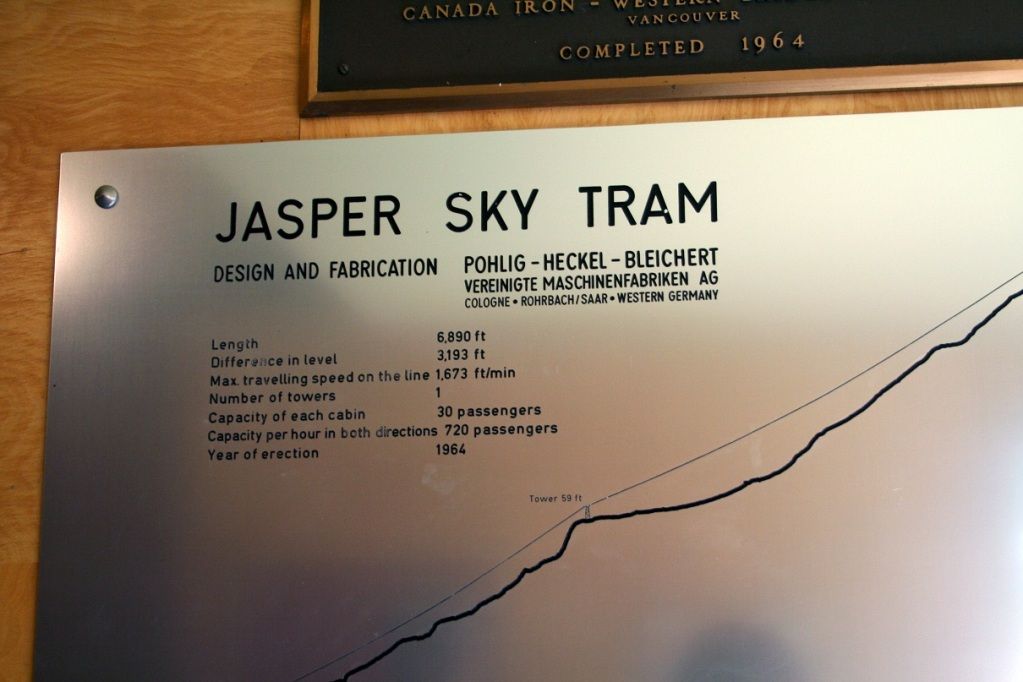 CANADA IRON - WESTERN
VANCOUVER
COMPLETED 1964
JASPER SKY TRAM
DESIGN AND FABRICATION POHLIG - HECKEL - BLEICHERT
VEREINIGTE MASCHINENFABRIKEN AG
COLOGNE • ROHRBACH/SAAR • WESTERN GERMANY
Length 6,890 ft
Difference in level 3,193 ft
Max. travelling speed on the line 1,673 ft/min
Number of towers 1
Capacity of each cabin 30 passengers
Capacity per hour in both directions 720 passengers
Year of erection 1964
Tower 59 ft